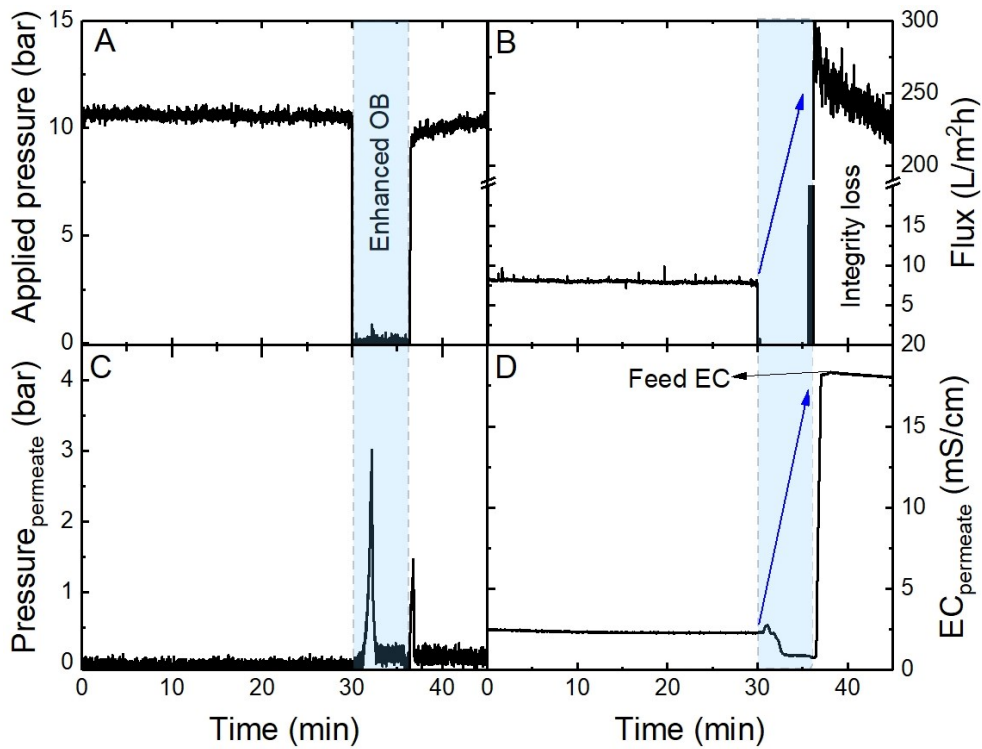 A
B
C
D
Applied pressure (bar)
15
10
5
0
Enhanced OB
Flux (L/m²h)
300
250
200
15
10
5
20
Integrity loss
Pressure_permeate (bar)
4
3
2
1
0
Feed EC
EC_permeate (mS/cm)
15
10
5
0
0 10 20 30 40 0 10 20 30 40
Time (min) Time (min)